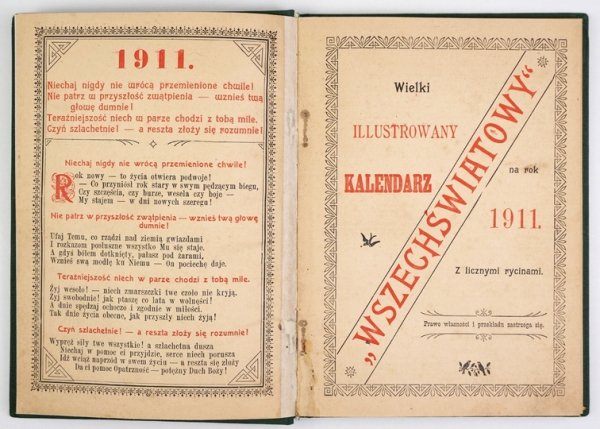 1911.
Niechaj nigdy nie wrócą przemienione chwile!
Nie patrz w przyszłość zwątpienia — wznieś twą
głowę dumnie!
Teraźniejszość niech w parze chodzi z tobą mile.
Czyń szlachetnie! — a reszta złoży się rozumnie!
Niechaj nigdy nie wrócą przemienione chwile!
Rok nowy — to życia otwiera podwoje!
— Co przyniósł rok stary w swym pędzącym biegu,
Czy szczęścia, czy burze, wesela czy boje —
My stajem — w dni nowych szeregu!
Nie patrz w przyszłość zwątpienia — wznieś twą głowę
dumnie!
Ufaj Temu, co rządzi nad ziemią gwiazdami
I rozkazom posłuszne wszystko Mu się staje.
A gdyś bólem dotknięty, pałasz pod żarami,
Wznieś swą modlę ku Niemu — On pociechę daje.
Teraźniejszość niech w parze chodzi z tobą mile.
Żyj wesoło! — niech zmarszczki twe czoło nie kryją.
Żyj swobodnie! jak ptaszę co lata w wolności!
A dnie spędzaj ochoczo i zgodnie w miłości.
Tak dnie życia obecne, jak przyszły niech żyją!
Czyń szlachetnie! — a reszta złoży się rozumnie!
Wypręż siły twe wszystkie! a szlachetna dusza
Niechaj w pomoc ci przyjdzie, serce niech porusza
Idź wciąż naprzód w swem życiu — a reszta się złoży
Da ci pomoc Opatrzność — potężny Duch Boży!
Wielki
ILLUSTROWANY
KALENDARZ
„WSZECHŚWIATOWY“
na rok
1911.
Z licznymi rycinami.
Prawo własności i przekładu zastrzega się.